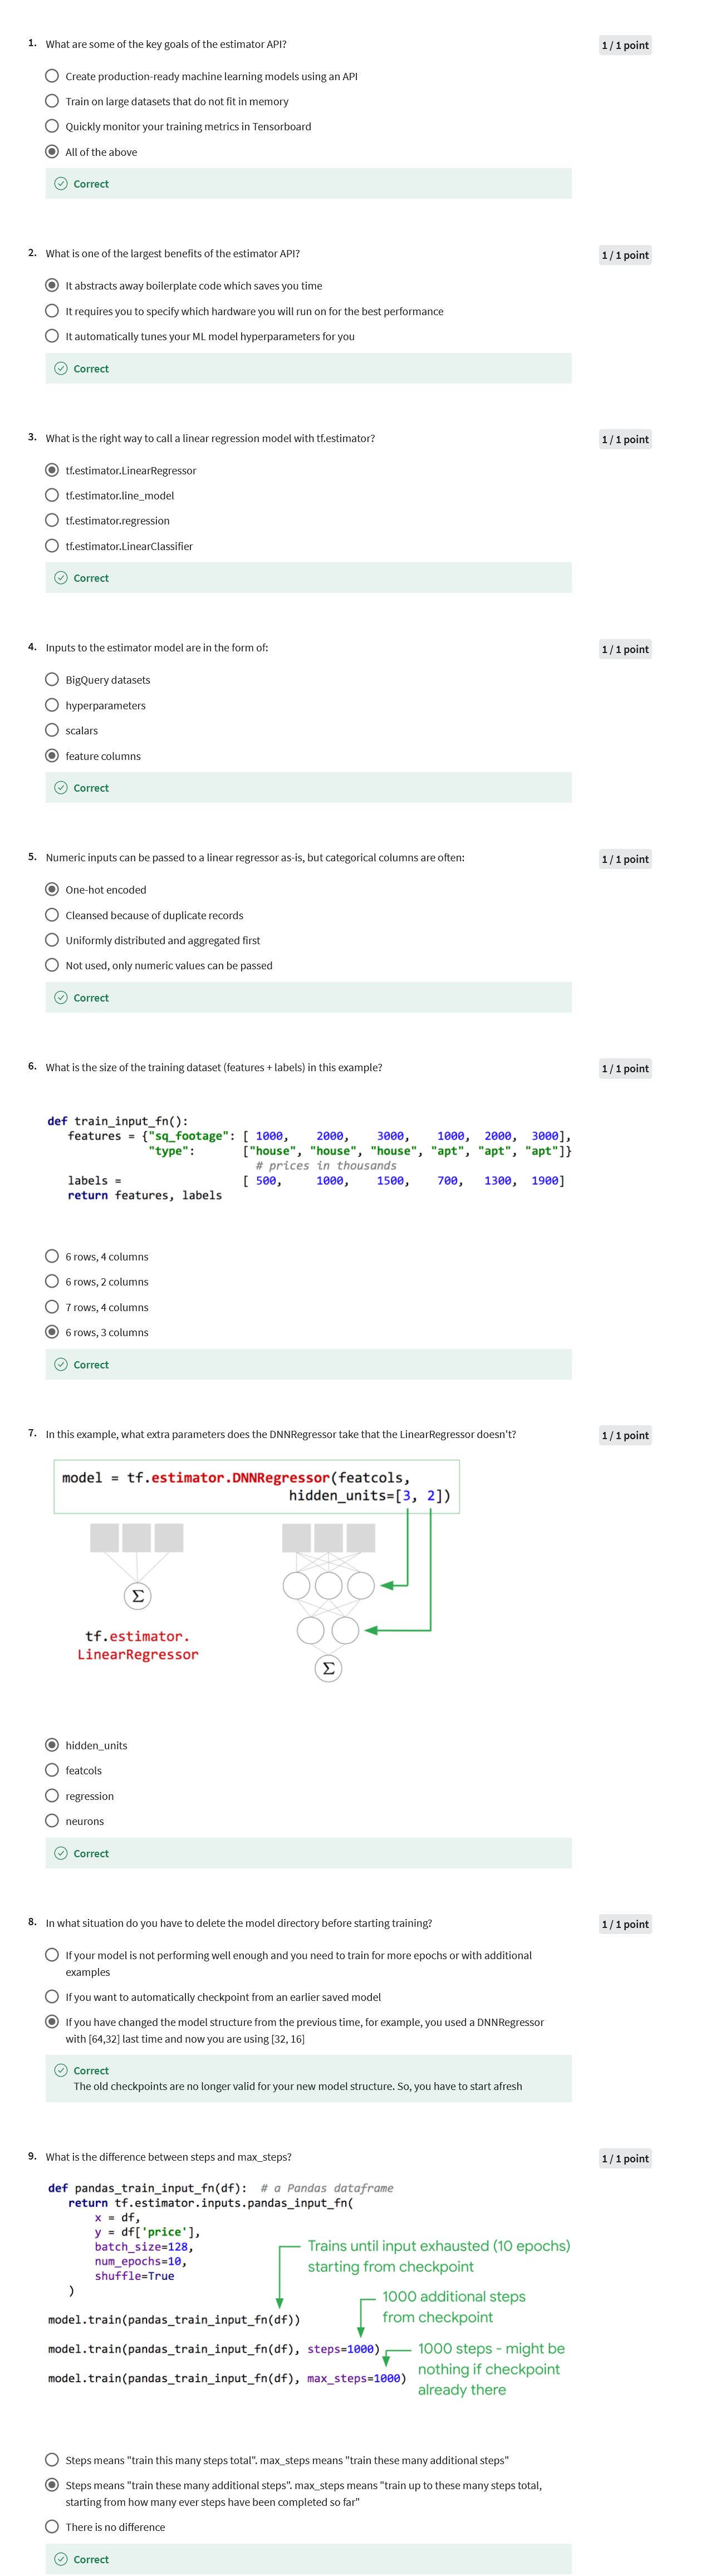 1. What are some of the key goals of the estimator API?
1 / 1 point
Create production-ready machine learning models using an API
Train on large datasets that do not fit in memory
Quickly monitor your training metrics in Tensorboard
All of the above
Correct
2. What is one of the largest benefits of the estimator API?
1 / 1 point
It abstracts away boilerplate code which saves you time
It requires you to specify which hardware you will run on for the best performance
It automatically tunes your ML model hyperparameters for you
Correct
3. What is the right way to call a linear regression model with tf.estimator?
1 / 1 point
tf.estimator.LinearRegressor
tf.estimator.line_model
tf.estimator.regression
tf.estimator.LinearClassifier
Correct
4. Inputs to the estimator model are in the form of:
1 / 1 point
BigQuery datasets
hyperparameters
scalars
feature columns
Correct
5. Numeric inputs can be passed to a linear regressor as-is, but categorical columns are often:
1 / 1 point
One-hot encoded
Cleansed because of duplicate records
Uniformly distributed and aggregated first
Not used, only numeric values can be passed
Correct
6. What is the size of the training dataset (features + labels) in this example?
1 / 1 point
def train_input_fn():
features = {"sq_footage": [ 1000, 2000, 3000, 1000, 2000, 3000],
"type": ["house", "house", "house", "apt", "apt", "apt"]}
# prices in thousands
labels = [ 500, 1000, 1500, 700, 1300, 1900]
return features, labels
6 rows, 4 columns
6 rows, 2 columns
7 rows, 4 columns
6 rows, 3 columns
Correct
7. In this example, what extra parameters does the DNNRegressor take that the LinearRegressor doesn't?
1 / 1 point
model = tf.estimator.DNNRegressor(featcols,
hidden_units=[3, 2])
Σ
tf.estimator.
LinearRegressor
Σ
hidden_units
featcols
regression
neurons
Correct
8. In what situation do you have to delete the model directory before starting training?
1 / 1 point
If your model is not performing well enough and you need to train for more epochs or with additional
examples
If you want to automatically checkpoint from an earlier saved model
If you have changed the model structure from the previous time, for example, you used a DNNRegressor
with [64,32] last time and now you are using [32, 16]
Correct
The old checkpoints are no longer valid for your new model structure. So, you have to start afresh
9. What is the difference between steps and max_steps?
1 / 1 point
def pandas_train_input_fn(df): # a Pandas dataframe
return tf.estimator.inputs.pandas_input_fn(
x = df,
y = df['price'],
batch_size=128,
num_epochs=10,
shuffle=True
)
Trains until input exhausted (10 epochs)
starting from checkpoint
1000 additional steps
from checkpoint
model.train(pandas_train_input_fn(df))
model.train(pandas_train_input_fn(df), steps=1000)
model.train(pandas_train_input_fn(df), max_steps=1000)
1000 steps - might be
nothing if checkpoint
already there
Steps means "train this many steps total". max_steps means "train these many additional steps"
Steps means "train these many additional steps". max_steps means "train up to these many steps total,
starting from how many ever steps have been completed so far"
There is no difference
Correct